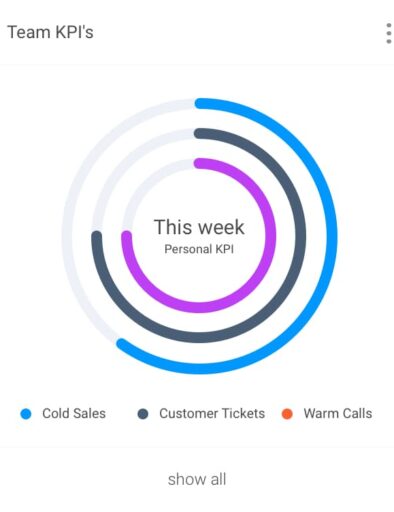 Team KPI's
This week
Personal KPI
Cold Sales
Customer Tickets
Warm Calls
show all